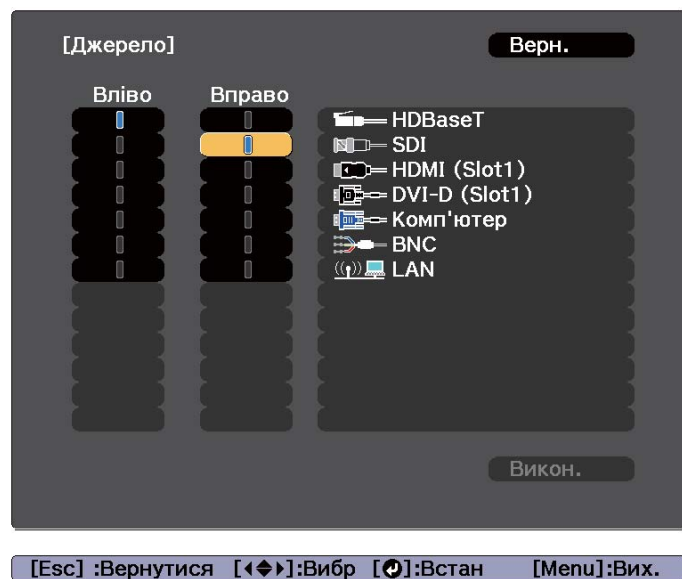 [Джерело] Верн.
Вліво Вправо
HDBaseT
SDI
HDMI (Slot1)
DVI-D (Slot1)
Комп'ютер
BNC
LAN
Викон.
[Esc] :Вернутися [◂◆▸]:Вибр [↵]:Встан [Menu]:Вих.